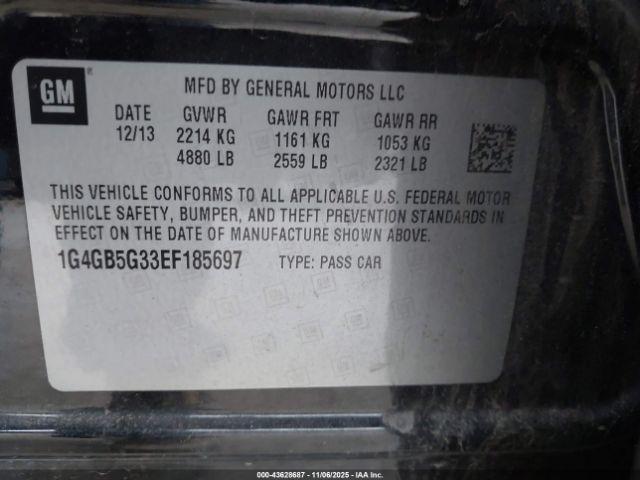 GM
MFD BY GENERAL MOTORS LLC
DATE GVWR GAWR FRT GAWR RR
12/13 2214 KG 1161 KG 1053 KG
4880 LB 2559 LB 2321 LB
THIS VEHICLE CONFORMS TO ALL APPLICABLE U.S. FEDERAL MOTOR
VEHICLE SAFETY, BUMPER, AND THEFT PREVENTION STANDARDS IN
EFFECT ON THE DATE OF MANUFACTURE SHOWN ABOVE.
1G4GB5G33EF185697 TYPE: PASS CAR
© www.iaai.com 000-43628687 - 11/06/2025 - IAA Inc.